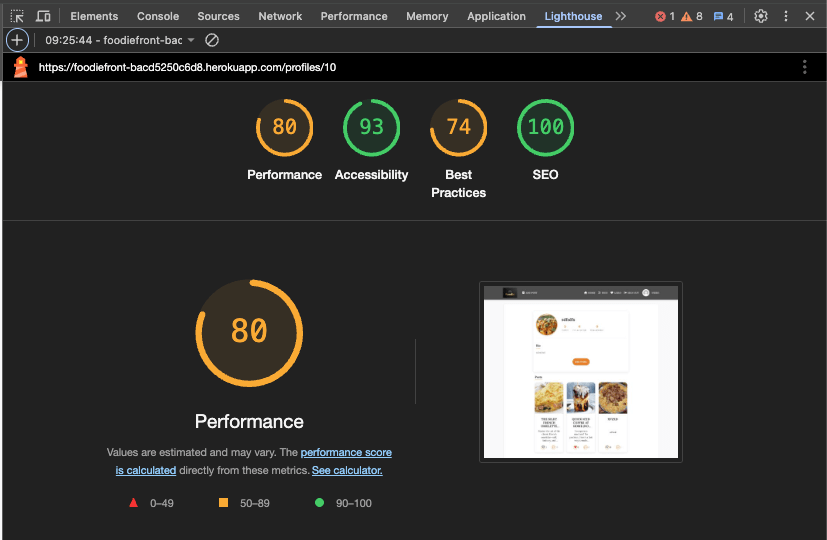 Elements Console Sources Network Performance Memory Application Lighthouse 1 8 4
09:25:44 - foodiefront-bac
https://foodiefront-bacd5250c6d8.herokuapp.com/profiles/10
80 93 74 100
Performance Accessibility Best Practices SEO
80
Performance
Values are estimated and may vary. The performance score
is calculated directly from these metrics. See calculator.
0–49 50–89 90–100